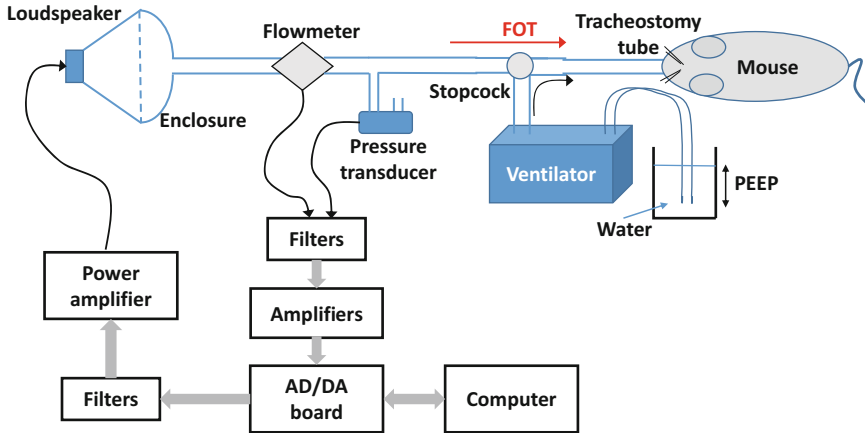 Loudspeaker
Flowmeter
FOT
Tracheostomy
tube
Mouse
Stopcock
Enclosure
Pressure
transducer
Ventilator
PEEP
Water
Filters
Power
amplifier
Amplifiers
Filters
AD/DA
board
Computer